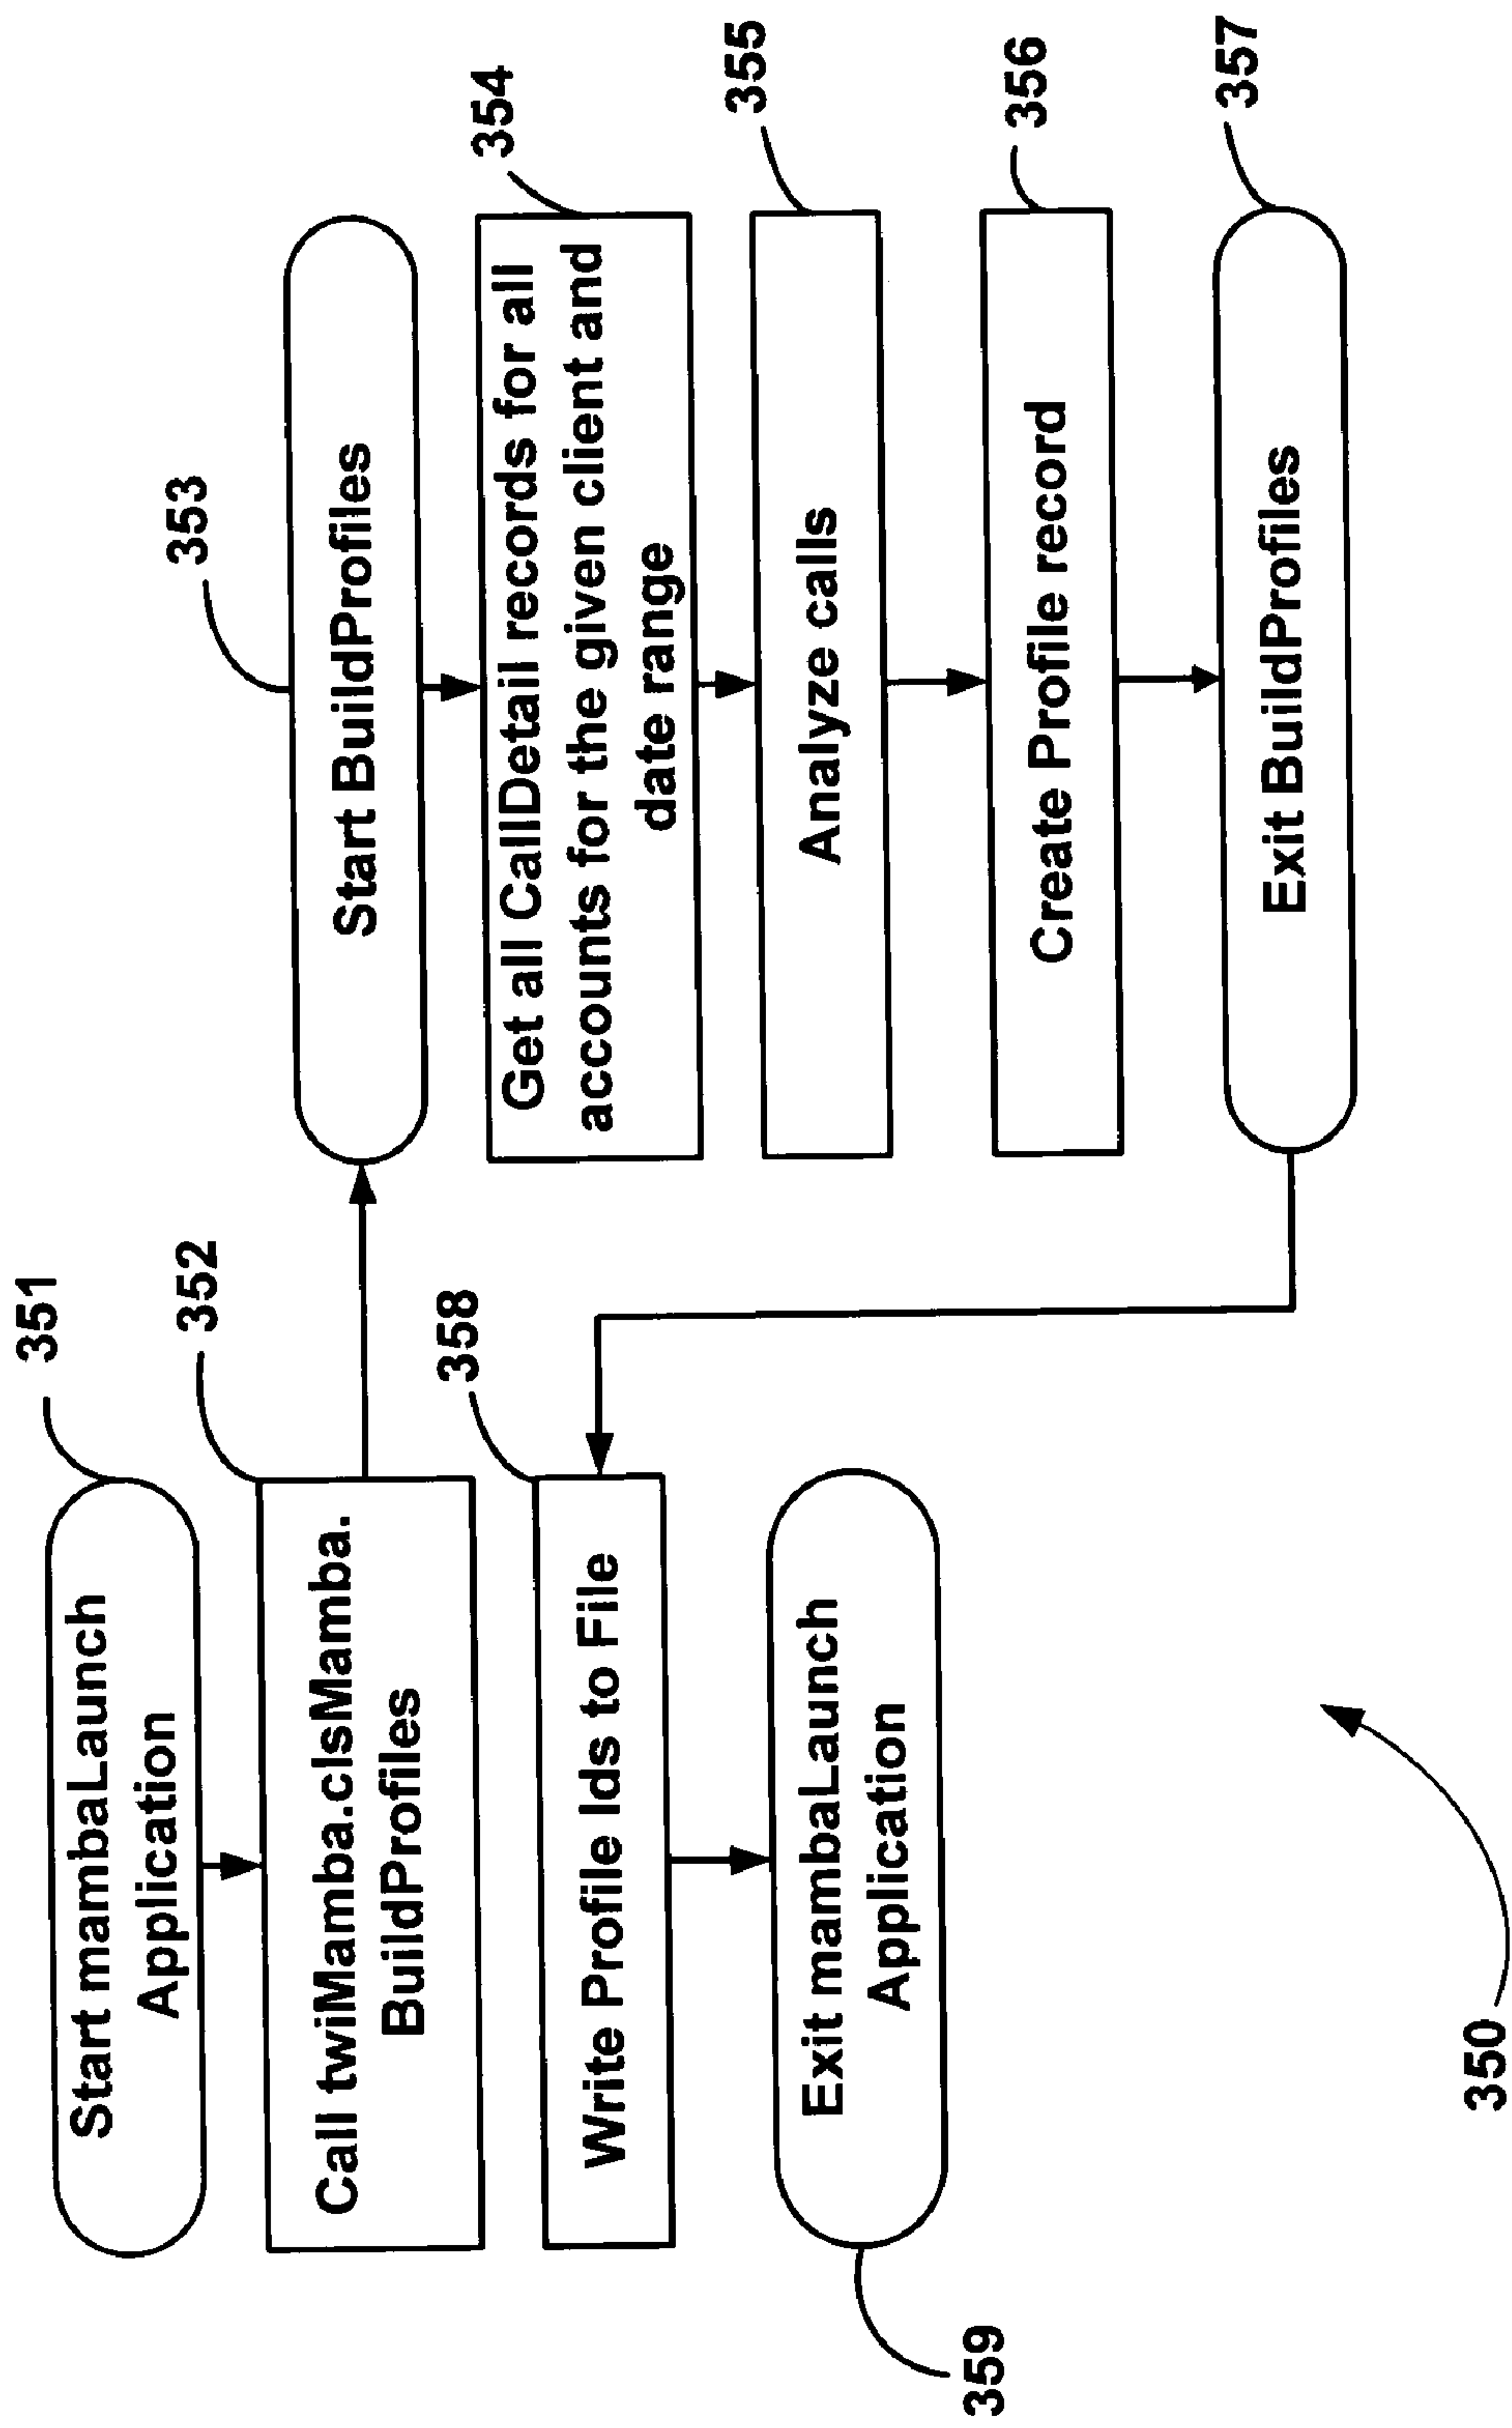 351
Start mambaLaunch
Application
352
Call twiMamba.clsMamba.
BuildProfiles
353
Start BuildProfiles
354
Get all CallDetail records for all
accounts for the given client and
date range
355
Analyze calls
356
Create Profile record
357
Exit BuildProfiles
358
Write Profile Ids to File
359
Exit mambaLaunch
Application
350